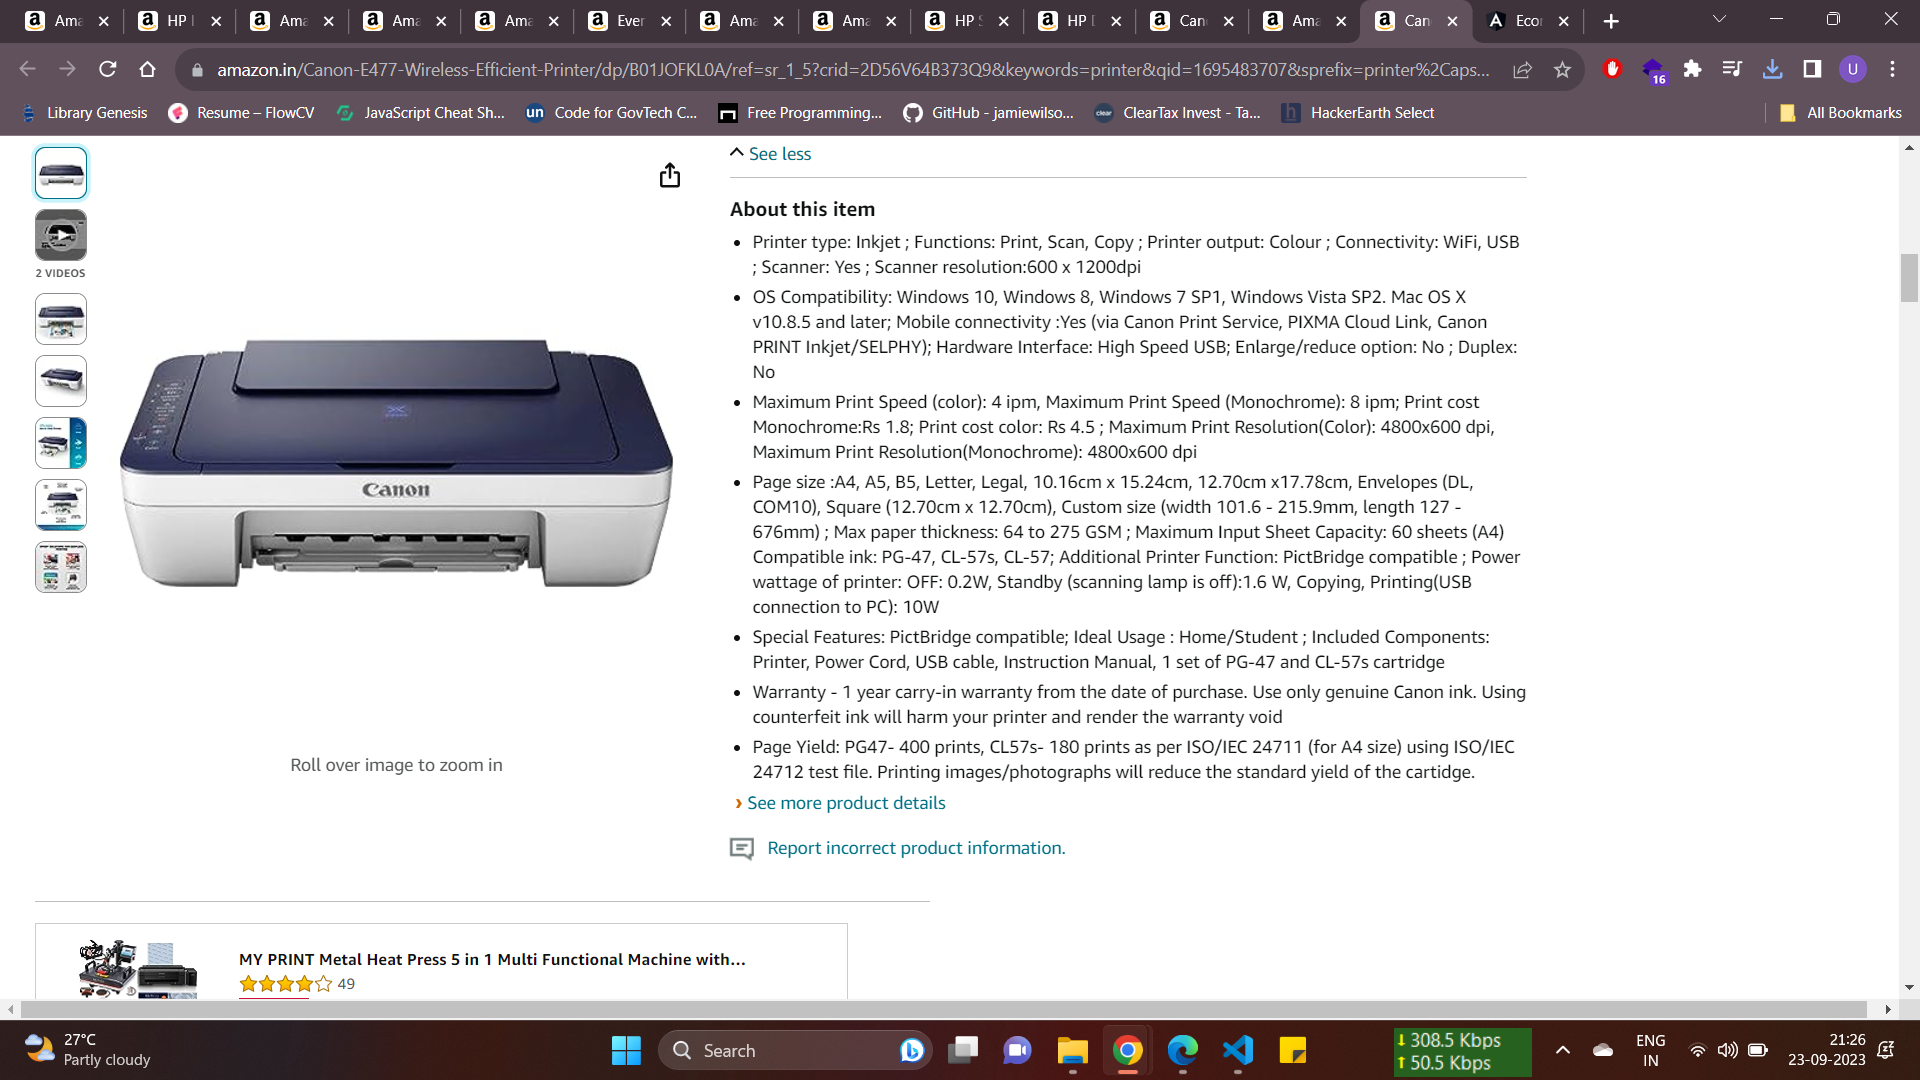 Ama
HP I
Ama
Ama
Ama
Ever
Ama
Ama
HP S
HP D
Can
Ama
Can
Econ
amazon.in/Canon-E477-Wireless-Efficient-Printer/dp/B01JOFKL0A/ref=sr_1_5?crid=2D56V64B373Q9&keywords=printer&qid=1695483707&sprefix=printer%2Caps...
16
U
Library Genesis
Resume – FlowCV
JavaScript Cheat Sh...
un
Code for GovTech C...
Free Programming...
GitHub - jamiewilso...
clear
ClearTax Invest - Ta...
h
HackerEarth Select
All Bookmarks
2 VIDEOS
Canon
Roll over image to zoom in
See less
About this item
Printer type: Inkjet ; Functions: Print, Scan, Copy ; Printer output: Colour ; Connectivity: WiFi, USB
; Scanner: Yes ; Scanner resolution:600 x 1200dpi
OS Compatibility: Windows 10, Windows 8, Windows 7 SP1, Windows Vista SP2. Mac OS X
v10.8.5 and later; Mobile connectivity :Yes (via Canon Print Service, PIXMA Cloud Link, Canon
PRINT Inkjet/SELPHY); Hardware Interface: High Speed USB; Enlarge/reduce option: No ; Duplex:
No
Maximum Print Speed (color): 4 ipm, Maximum Print Speed (Monochrome): 8 ipm; Print cost
Monochrome:Rs 1.8; Print cost color: Rs 4.5 ; Maximum Print Resolution(Color): 4800x600 dpi,
Maximum Print Resolution(Monochrome): 4800x600 dpi
Page size :A4, A5, B5, Letter, Legal, 10.16cm x 15.24cm, 12.70cm x17.78cm, Envelopes (DL,
COM10), Square (12.70cm x 12.70cm), Custom size (width 101.6 - 215.9mm, length 127 -
676mm) ; Max paper thickness: 64 to 275 GSM ; Maximum Input Sheet Capacity: 60 sheets (A4)
Compatible ink: PG-47, CL-57s, CL-57; Additional Printer Function: PictBridge compatible ; Power
wattage of printer: OFF: 0.2W, Standby (scanning lamp is off):1.6 W, Copying, Printing(USB
connection to PC): 10W
Special Features: PictBridge compatible; Ideal Usage : Home/Student ; Included Components:
Printer, Power Cord, USB cable, Instruction Manual, 1 set of PG-47 and CL-57s cartridge
Warranty - 1 year carry-in warranty from the date of purchase. Use only genuine Canon ink. Using
counterfeit ink will harm your printer and render the warranty void
Page Yield: PG47- 400 prints, CL57s- 180 prints as per ISO/IEC 24711 (for A4 size) using ISO/IEC
24712 test file. Printing images/photographs will reduce the standard yield of the cartidge.
See more product details
Report incorrect product information.
MY PRINT Metal Heat Press 5 in 1 Multi Functional Machine with...
49
27°C
Partly cloudy
Search
308.5 Kbps
50.5 Kbps
ENG
IN
21:26
23-09-2023